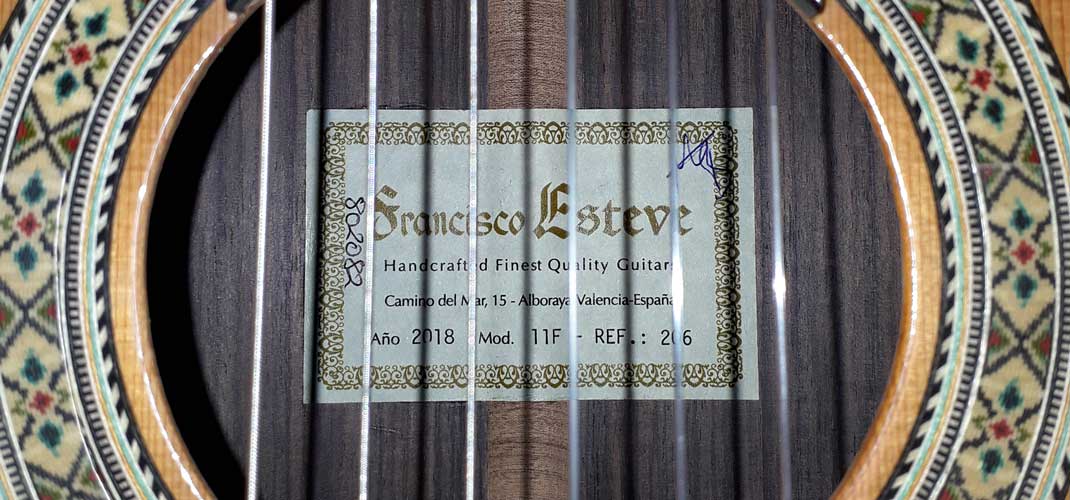 Francisco Esteve
Handcrafted Finest Quality Guitars
Camino del Mar, 15 - Alboraya Valencia-España
Año 2018 Mod. 11F - REF.: 206
802082